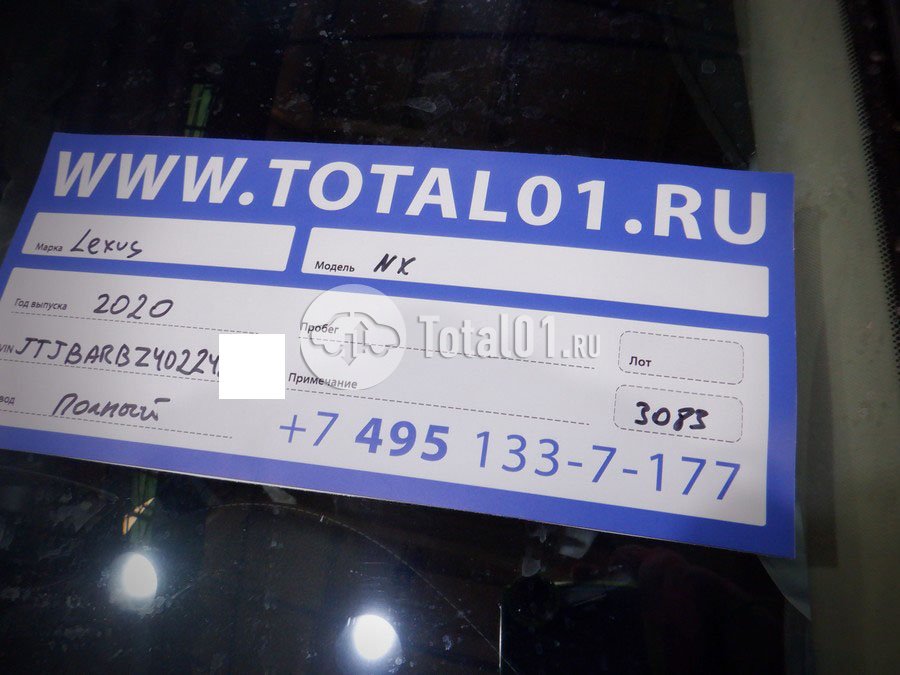 WWW.TOTAL01.RU
Марка Lexus
Модель NX
Год выпуска 2020
Пробег
Total01.RU
Лот
VIN JTJBARBZ40224
Примечание
3083
вод Полный
+7 495 133-7-177